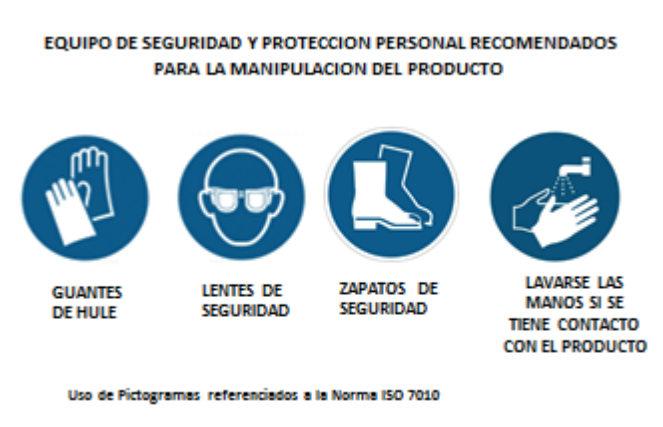 EQUIPO DE SEGURIDAD Y PROTECCION PERSONAL RECOMENDADOS
PARA LA MANIPULACION DEL PRODUCTO
GUANTES
DE HULE
LENTES DE
SEGURIDAD
ZAPATOS DE
SEGURIDAD
LAVARSE LAS
MANOS SI SE
TIENE CONTACTO
CON EL PRODUCTO
Uso de Pictogramas referenciados a la Norma ISO 7010